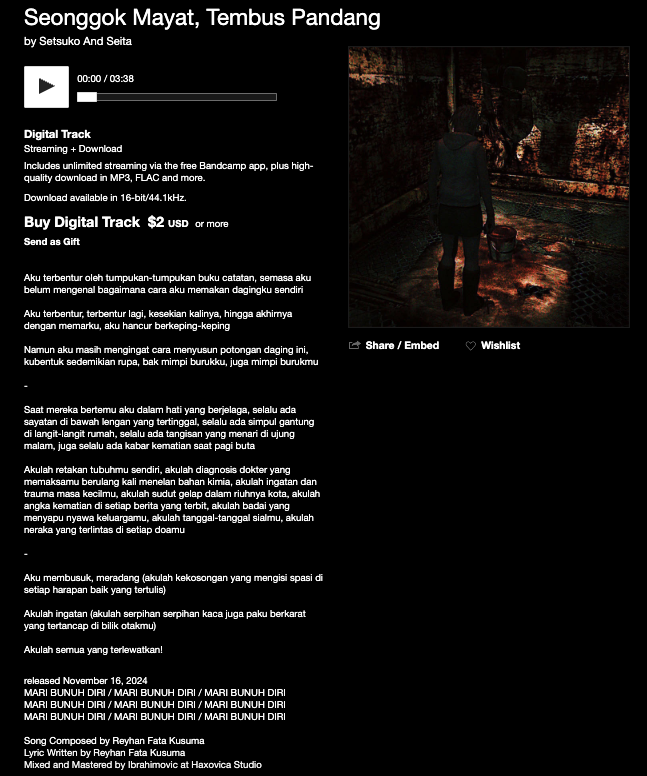 Seonggok Mayat, Tembus Pandang
by Setsuko And Seita
00:00 / 03:38
Digital Track
Streaming + Download
Includes unlimited streaming via the free Bandcamp app, plus high-
quality download in MP3, FLAC and more.
Download available in 16-bit/44.1kHz.
Buy Digital Track $2 USD or more
Send as Gift
Share / Embed
Wishlist
Aku terbentur oleh tumpukan-tumpukan buku catatan, semasa aku
belum mengenal bagaimana cara aku memakan dagingku sendiri
Aku terbentur, terbentur lagi, kesekian kalinya, hingga akhirnya
dengan memarku, aku hancur berkeping-keping
Namun aku masih mengingat cara menyusun potongan daging ini,
kubentuk sedemikian rupa, bak mimpi burukku, juga mimpi burukmu
-
Saat mereka bertemu aku dalam hati yang berjelaga, selalu ada
sayatan di bawah lengan yang tertinggal, selalu ada simpul gantung
di langit-langit rumah, selalu ada tangisan yang menari di ujung
malam, juga selalu ada kabar kematian saat pagi buta
Akulah retakan tubuhmu sendiri, akulah diagnosis dokter yang
memaksamu berulang kali menelan bahan kimia, akulah ingatan dan
trauma masa kecilmu, akulah sudut gelap dalam riuhnya kota, akulah
angka kematian di setiap berita yang terbit, akulah badai yang
menyapu nyawa keluargamu, akulah tanggal-tanggal sialmu, akulah
neraka yang terlintas di setiap doamu
-
Aku membusuk, meradang (akulah kekosongan yang mengisi spasi di
setiap harapan baik yang tertulis)
Akulah ingatan (akulah serpihan serpihan kaca juga paku berkarat
yang tertancap di bilik otakmu)
Akulah semua yang terlewatkan!
released November 16, 2024
MARI BUNUH DIRI / MARI BUNUH DIRI / MARI BUNUH DIRI
MARI BUNUH DIRI / MARI BUNUH DIRI / MARI BUNUH DIRI
MARI BUNUH DIRI / MARI BUNUH DIRI / MARI BUNUH DIRI
Song Composed by Reyhan Fata Kusuma
Lyric Written by Reyhan Fata Kusuma
Mixed and Mastered by Ibrahimovic at Haxovica Studio